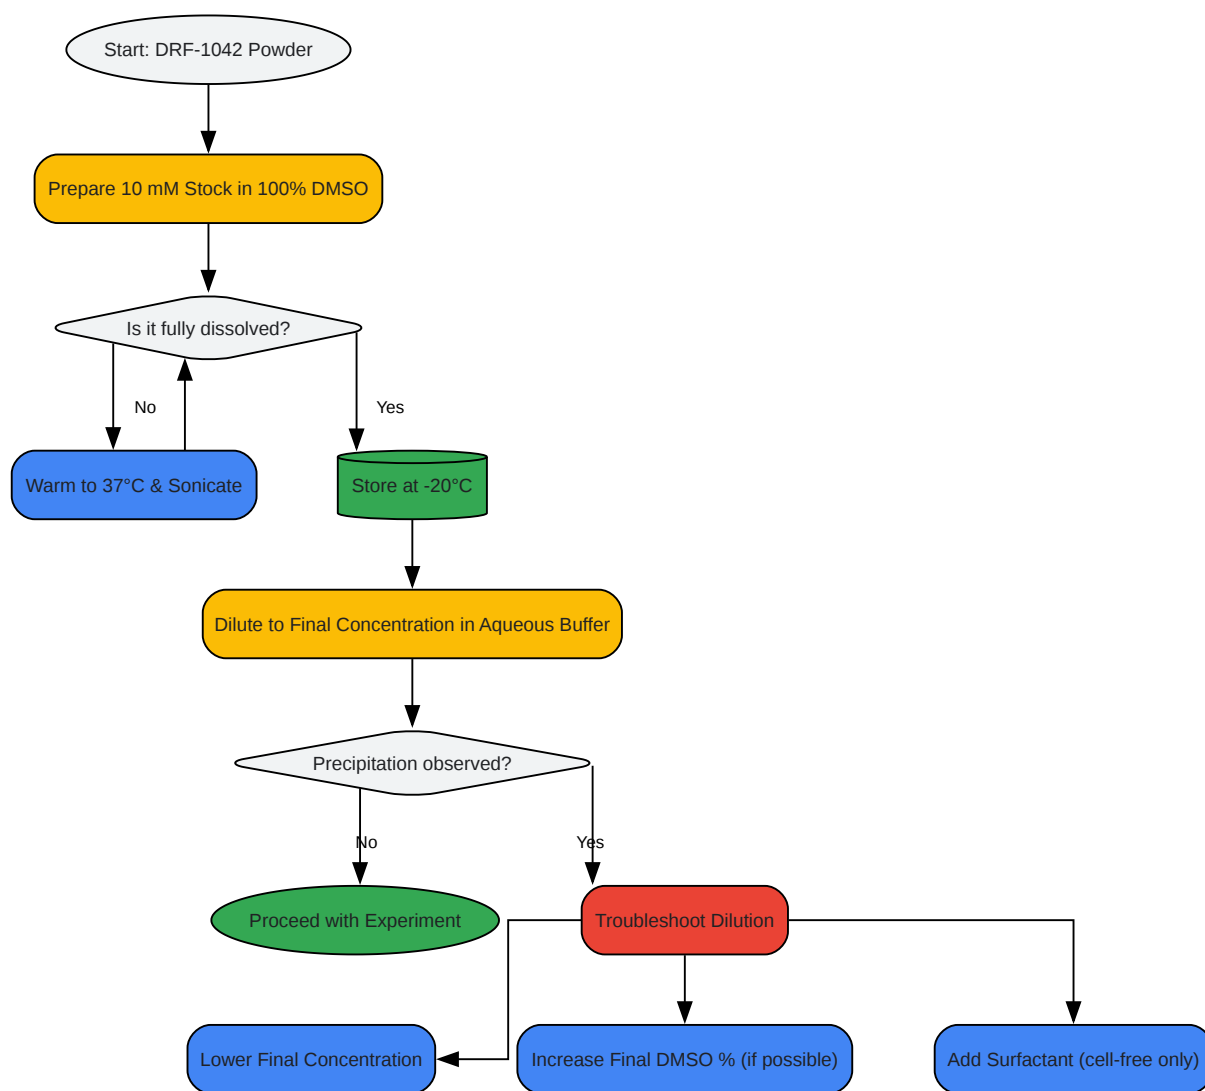 Start: DRF-1042 Powder
Prepare 10 mM Stock in 100% DMSO
Is it fully dissolved?
No
Yes
Warm to 37°C & Sonicate
Store at -20°C
Dilute to Final Concentration in Aqueous Buffer
Precipitation observed?
No
Yes
Proceed with Experiment
Troubleshoot Dilution
Lower Final Concentration
Increase Final DMSO % (if possible)
Add Surfactant (cell-free only)